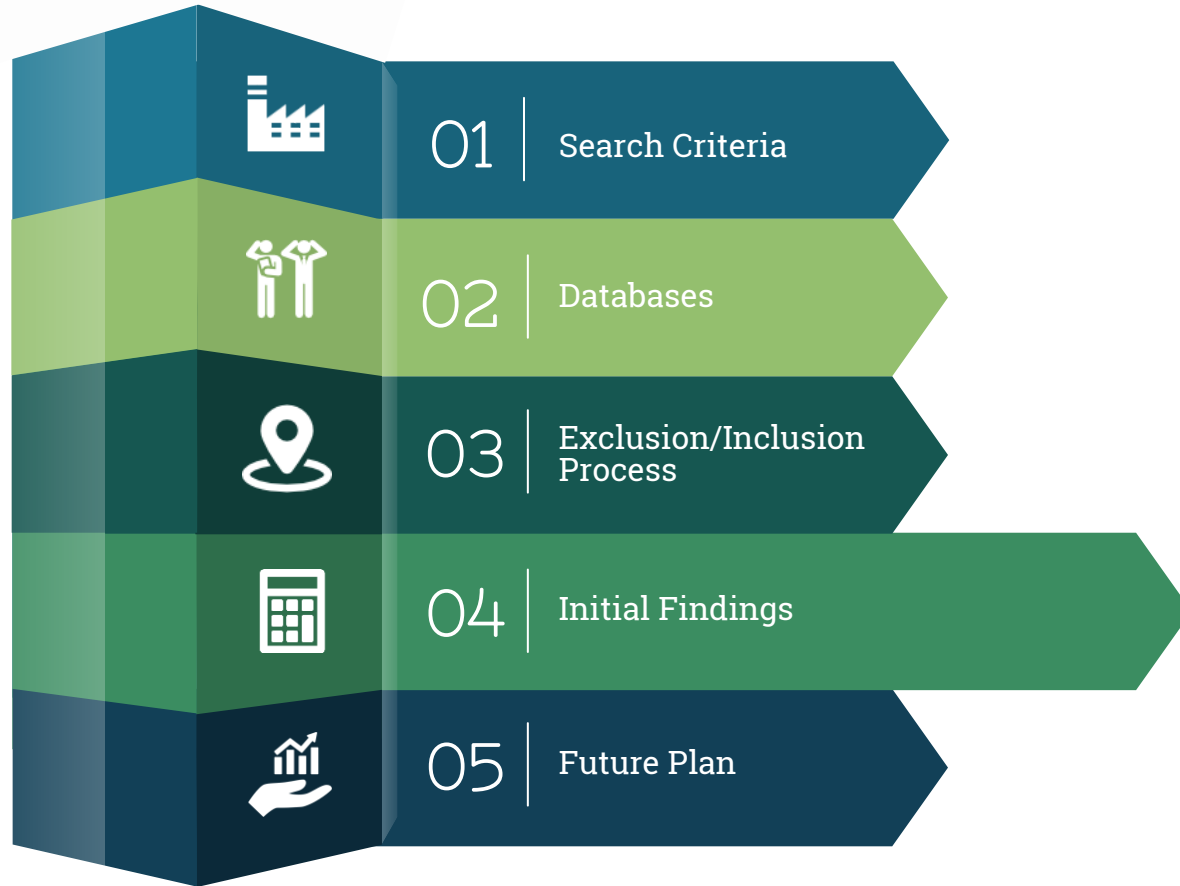 01
Search Criteria
02
Databases
03
Exclusion/Inclusion
Process
04
Initial Findings
05
Future Plan